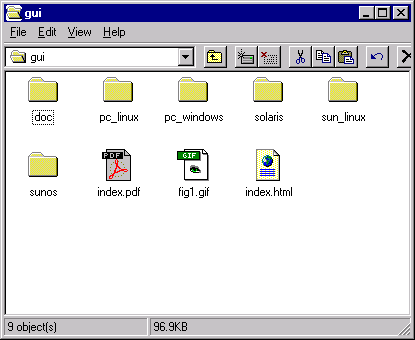 gui
File Edit View Help
gui
doc pc_linux pc_windows solaris sun_linux
PDF GIF
sunos index.pdf fig1.gif index.html
9 object(s) 96.9KB